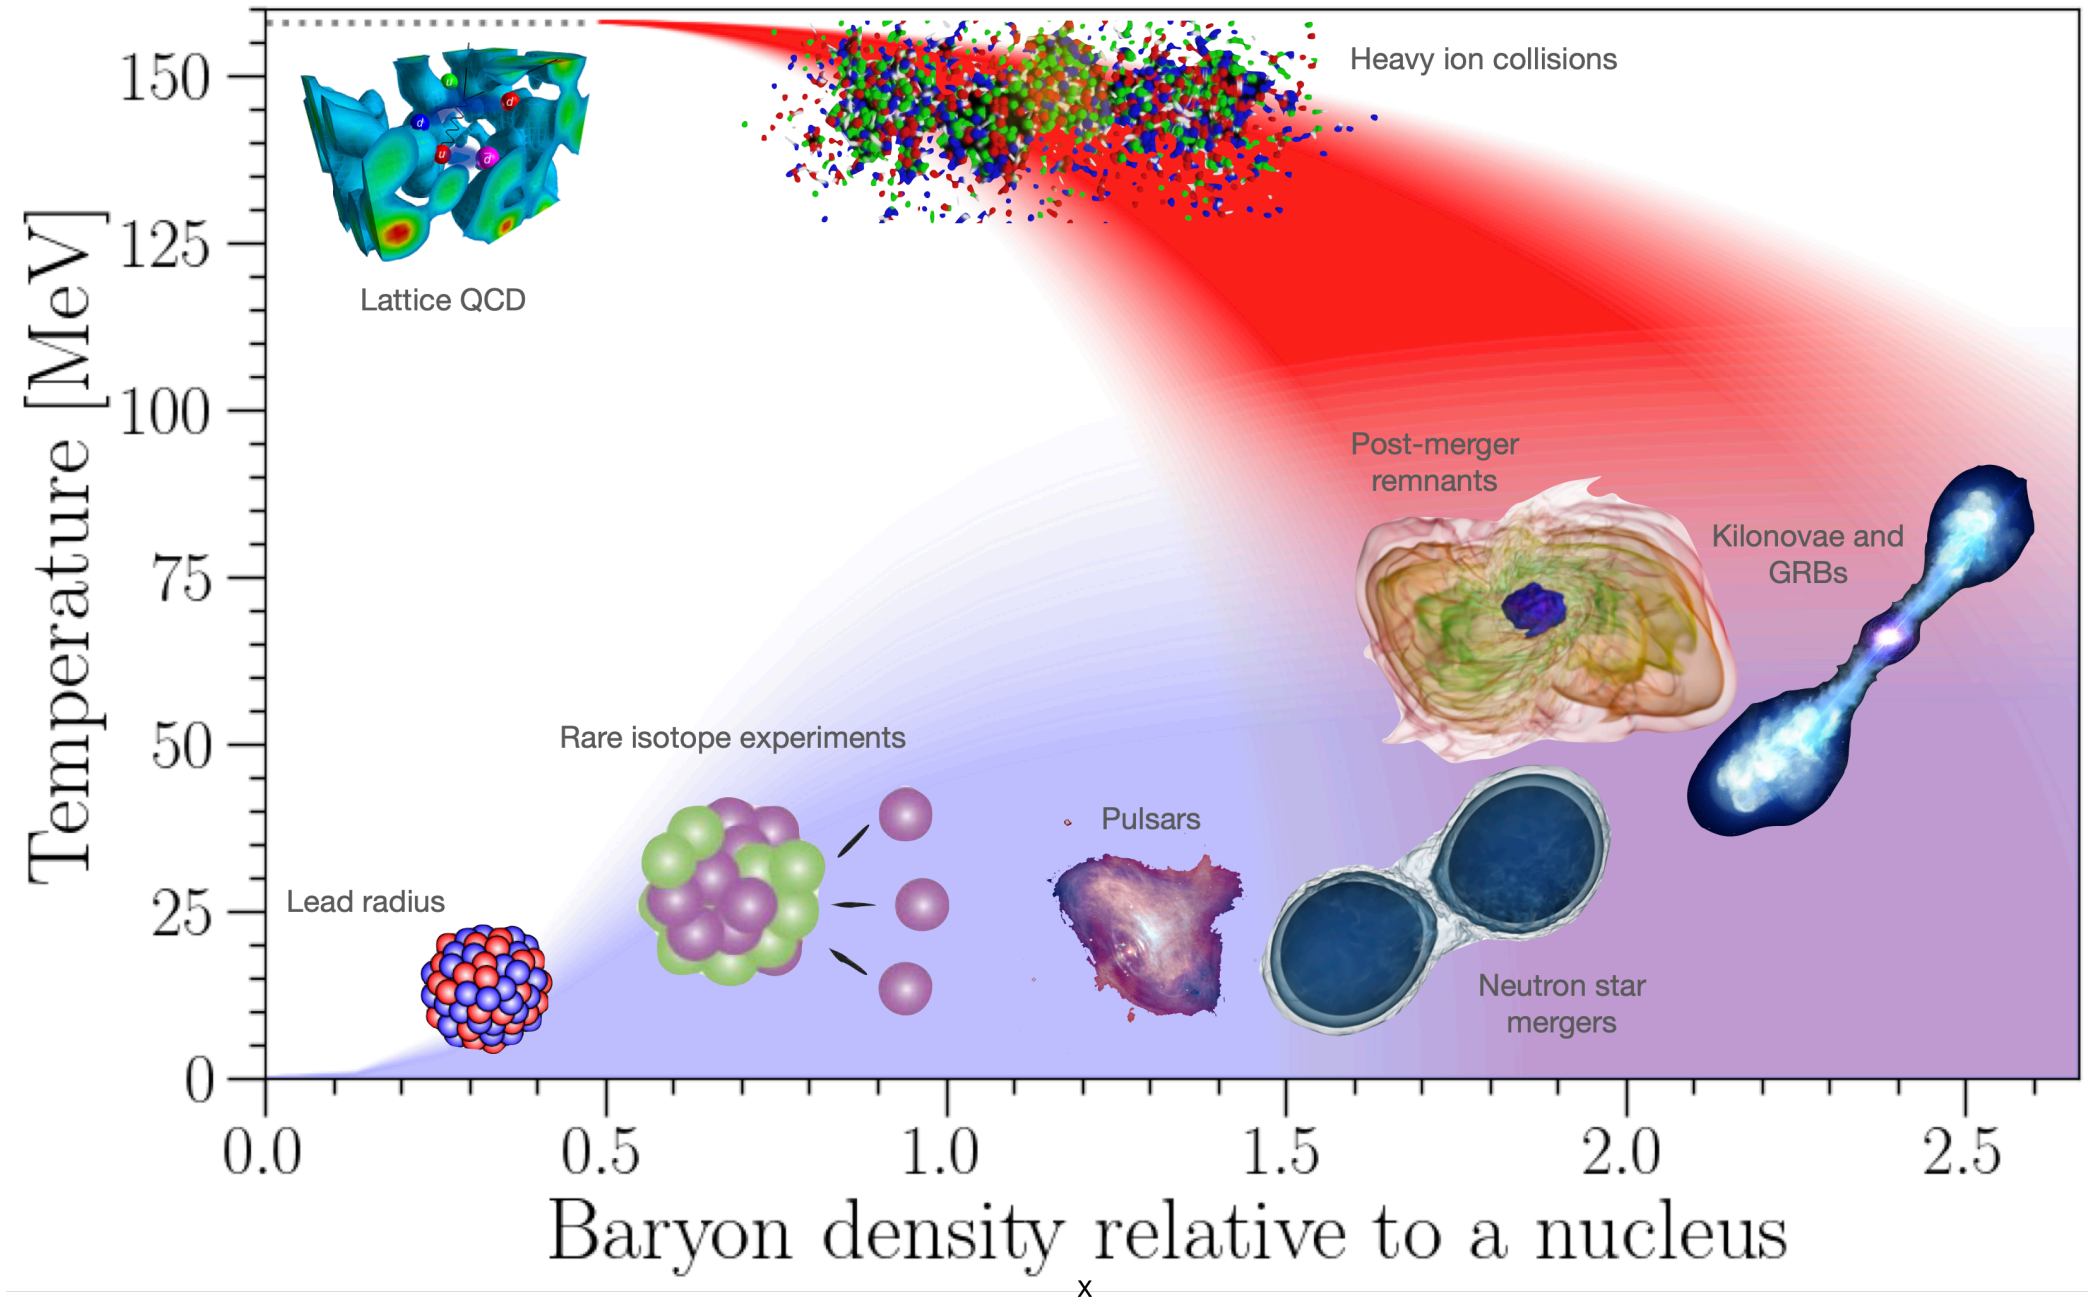 150
125
100
75
50
25
0
Temperature [MeV]
Heavy ion collisions
u
d
d
u
d
Lattice QCD
Post-merger
remnants
Kilonovae and
GRBs
Rare isotope experiments
Pulsars
Lead radius
Neutron star
mergers
0.0 0.5 1.0 1.5 2.0 2.5
Baryon density relative to a nucleus
x